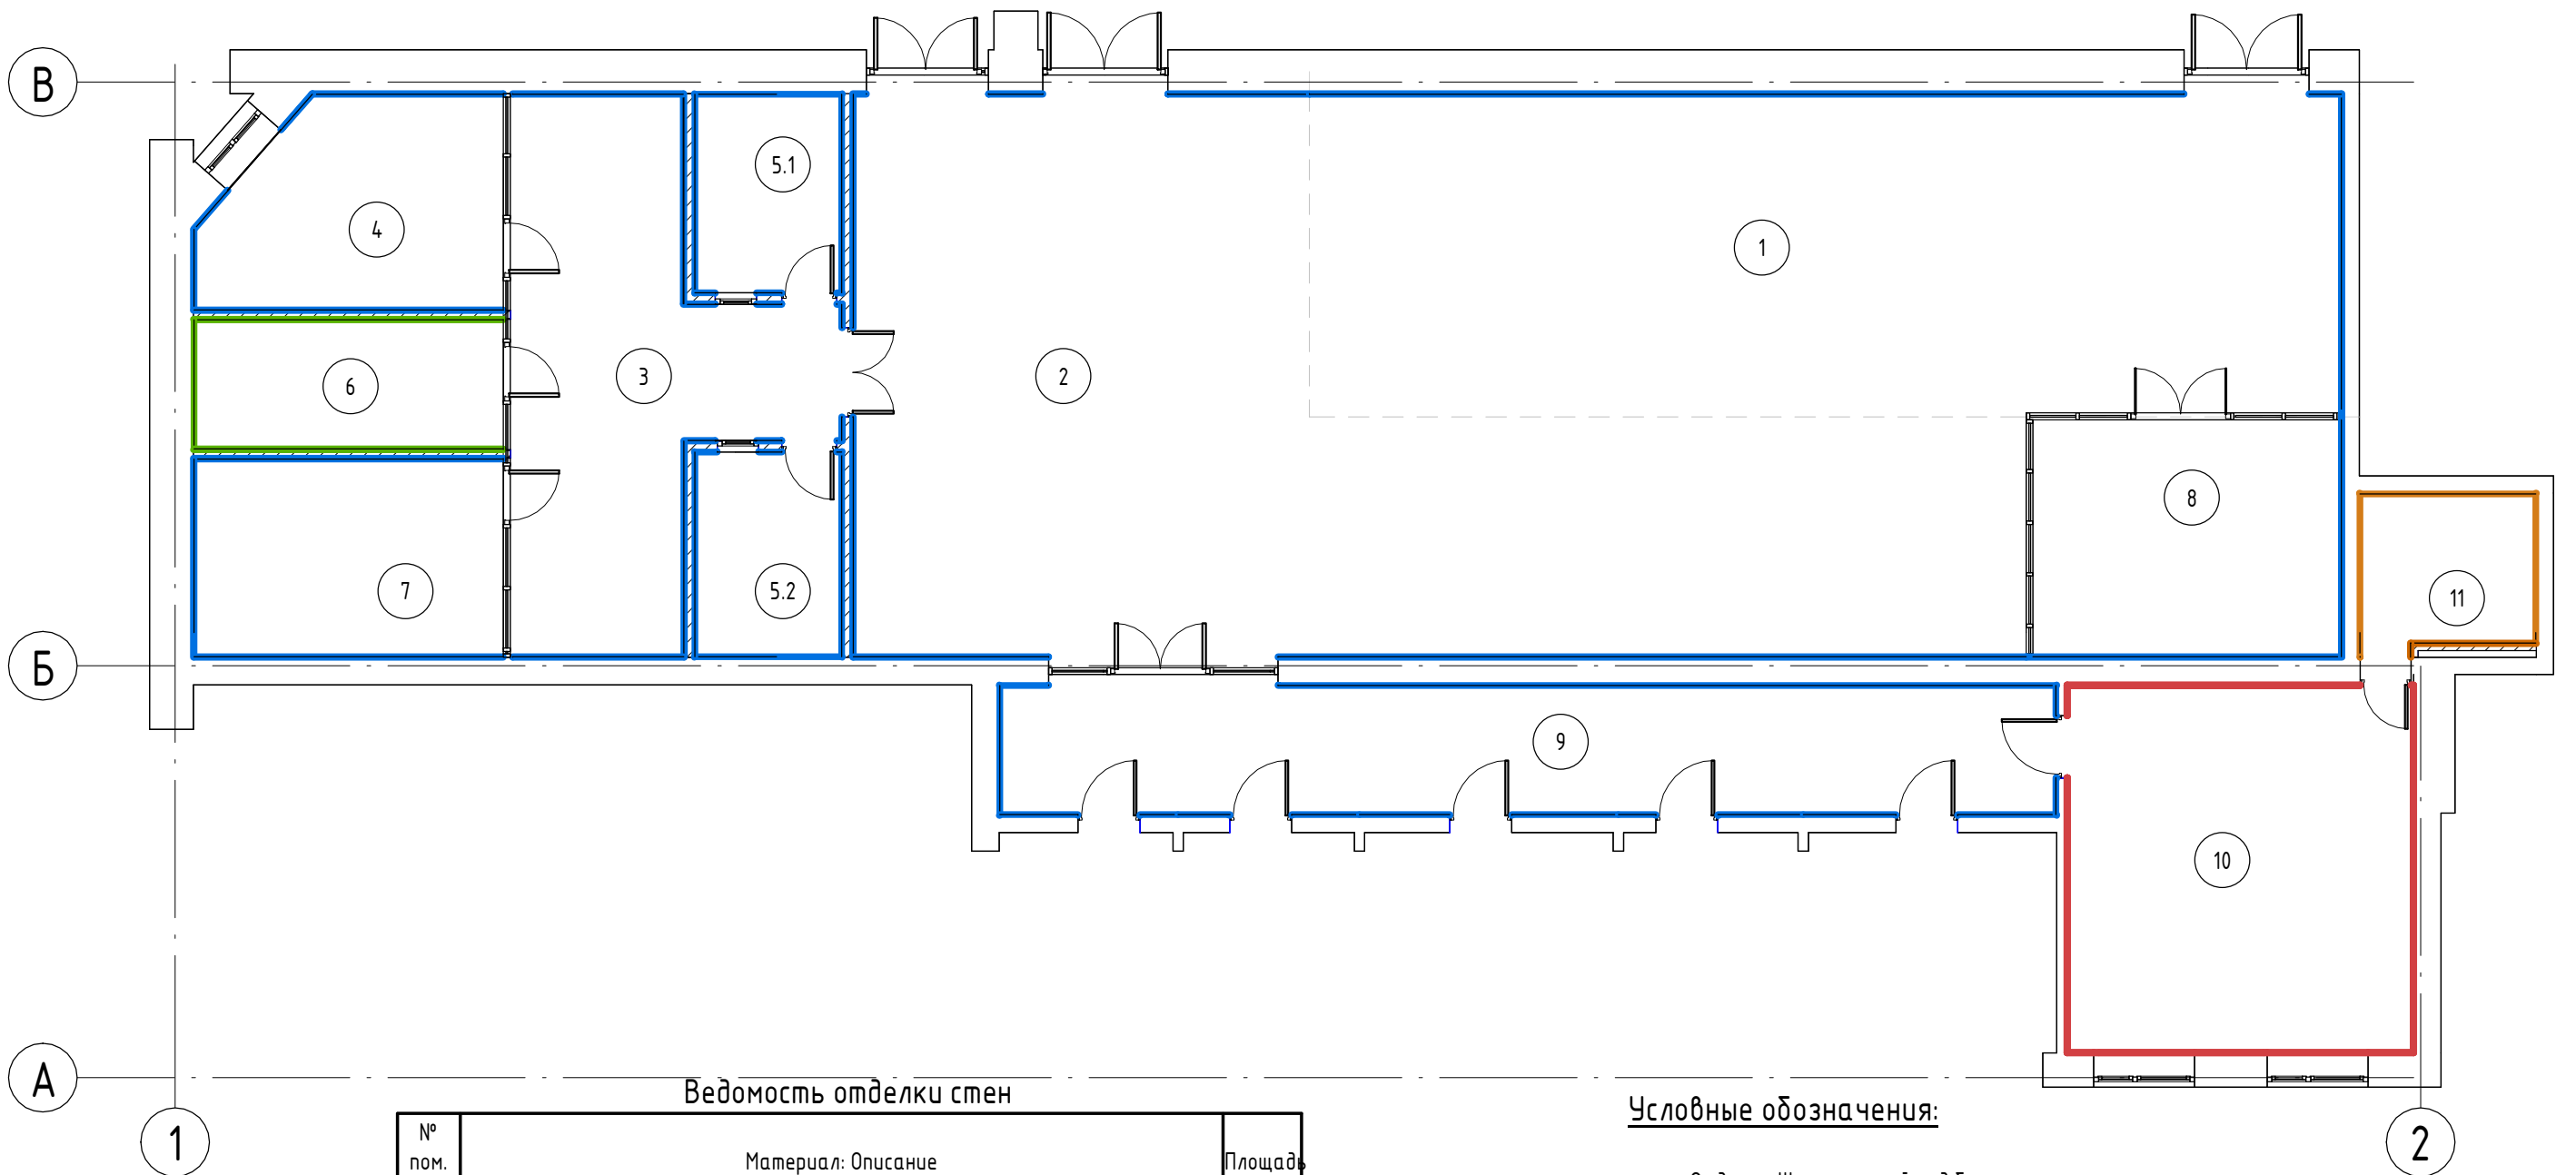 В
5.1
4
1
6
3
2
8
7
5.2
11
Б
9
10
А
Ведомость отделки стен
Условные обозначения:
1
2
№
пом.
Материал: Описание
Площадь